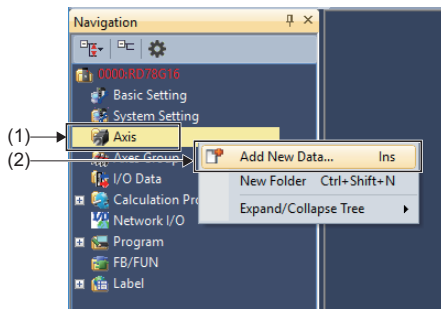 Navigation
0000:RD78G16
Basic Setting
System Setting
(1)
Axis
(2)
Axes Group
Add New Data... Ins
I/O Data
New Folder Ctrl+Shift+N
Calculation Pro
Expand/Collapse Tree
Network I/O
Program
FB/FUN
Label